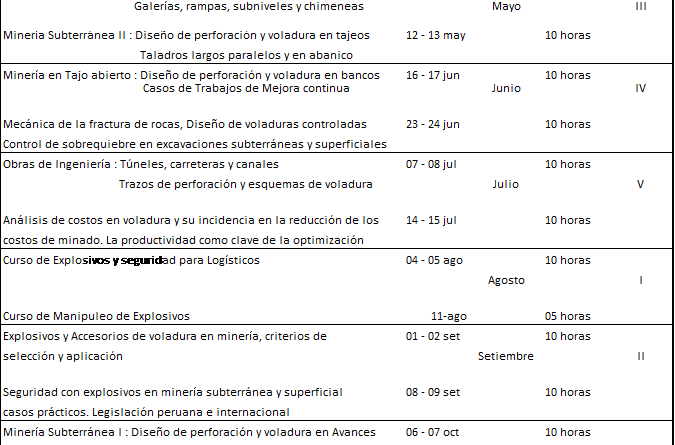 Galerías, rampas, subniveles y chimeneas Mayo III
Mineria Subterránea II : Diseño de perforación y voladura en tajeos 12 - 13 may 10 horas
Taladros largos paralelos y en abanico
Minería en Tajo abierto : Diseño de perforación y voladura en bancos 16 - 17 jun 10 horas
Casos de Trabajos de Mejora continua Junio IV
Mecánica de la fractura de rocas, Diseño de voladuras controladas 23 - 24 jun 10 horas
Control de sobrequiebre en excavaciones subterráneas y superficiales
Obras de Ingeniería : Túneles, carreteras y canales 07 - 08 jul 10 horas
Trazos de perforación y esquemas de voladura Julio V
Análisis de costos en voladura y su incidencia en la reducción de los 14 - 15 jul 10 horas
costos de minado. La productividad como clave de la optimización
Curso de Explosivos y seguridad para Logísticos 04 - 05 ago 10 horas
Agosto I
Curso de Manipuleo de Explosivos 11-ago 05 horas
Explosivos y Accesorios de voladura en minería, criterios de 01 - 02 set 10 horas
selección y aplicación Setiembre II
Seguridad con explosivos en minería subterránea y superficial 08 - 09 set 10 horas
casos prácticos. Legislación peruana e internacional
Minería Subterránea I : Diseño de perforación y voladura en Avances 06 - 07 oct 10 horas